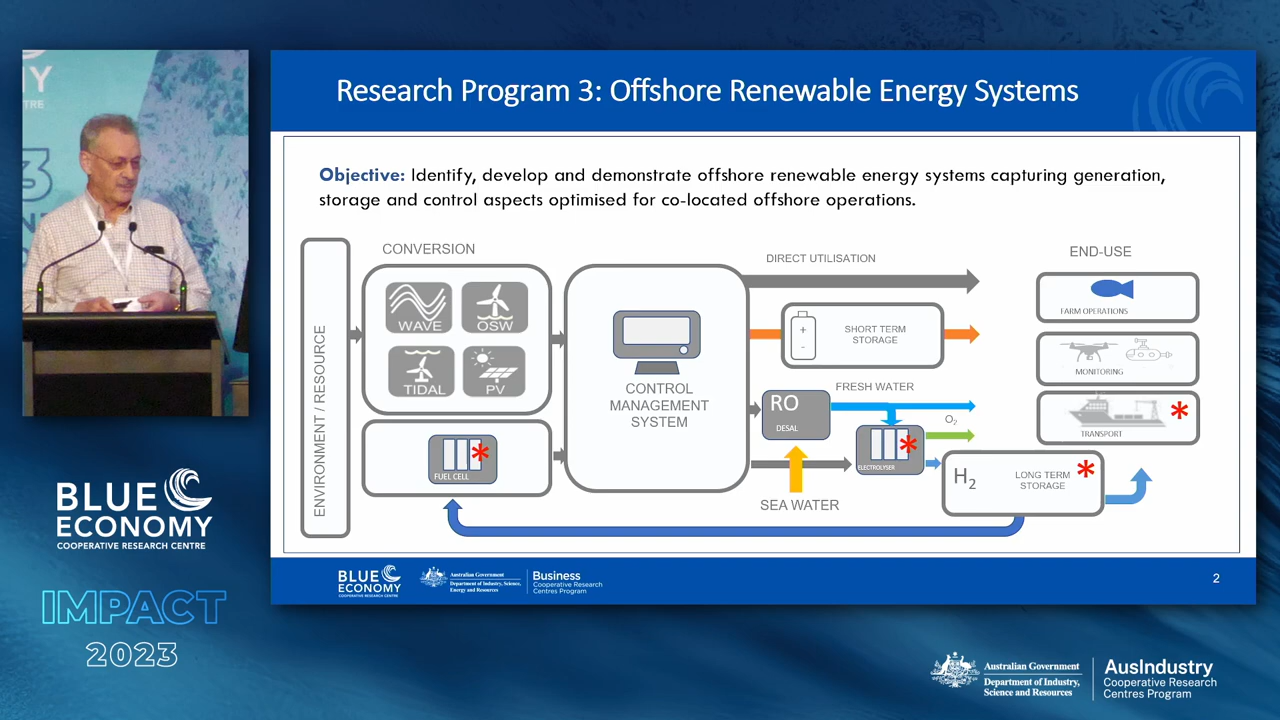 Y
TRE
3
Research Program 3: Offshore Renewable Energy Systems
Objective: Identify, develop and demonstrate offshore renewable energy systems capturing generation,
storage and control aspects optimised for co-located offshore operations.
ENVIRONMENT / RESOURCE
CONVERSION
WAVE
OSW
TIDAL
PV
FUEL CELL
*
CONTROL
MANAGEMENT
SYSTEM
DIRECT UTILISATION
+
-
SHORT TERM
STORAGE
FRESH WATER
RO
DESAL
O₂
ELECTROLYSER
*
SEA WATER
H₂
LONG TERM
STORAGE
*
END-USE
FARM OPERATIONS
MONITORING
TRANSPORT
*
BLUE
ECONOMY
COOPERATIVE RESEARCH CENTRE
Australian Government
Department of Industry, Science,
Energy and Resources
Business
Cooperative Research
Centres Program
2
BLUE
ECONOMY
COOPERATIVE RESEARCH CENTRE
IMPACT
2023
Australian Government
Department of Industry,
Science and Resources
AusIndustry
Cooperative Research
Centres Program